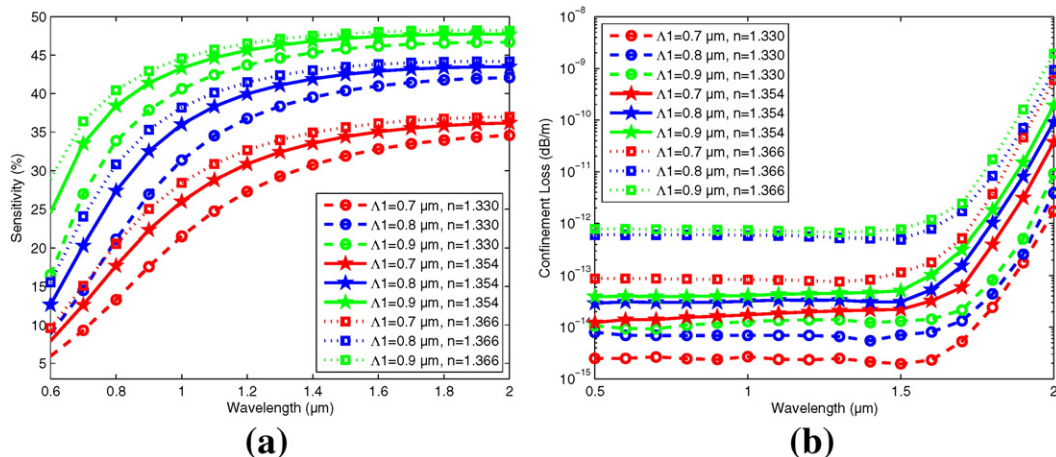 50
45
40
35
30
25
20
15
10
5
0.6 0.8 1 1.2 1.4 1.6 1.8 2
Sensitivity (%)
Wavelength (μm)
Λ1=0.7 μm, n=1.330
Λ1=0.8 μm, n=1.330
Λ1=0.9 μm, n=1.330
Λ1=0.7 μm, n=1.354
Λ1=0.8 μm, n=1.354
Λ1=0.9 μm, n=1.354
Λ1=0.7 μm, n=1.366
Λ1=0.8 μm, n=1.366
Λ1=0.9 μm, n=1.366
(a)
10⁻⁸
10⁻⁹
10⁻¹⁰
10⁻¹¹
10⁻¹²
10⁻¹³
10⁻¹⁴
10⁻¹⁵
0.5 1 1.5 2
Confinement Loss (dB/m)
Wavelength (μm)
Λ1=0.7 μm, n=1.330
Λ1=0.8 μm, n=1.330
Λ1=0.9 μm, n=1.330
Λ1=0.7 μm, n=1.354
Λ1=0.8 μm, n=1.354
Λ1=0.9 μm, n=1.354
Λ1=0.7 μm, n=1.366
Λ1=0.8 μm, n=1.366
Λ1=0.9 μm, n=1.366
(b)